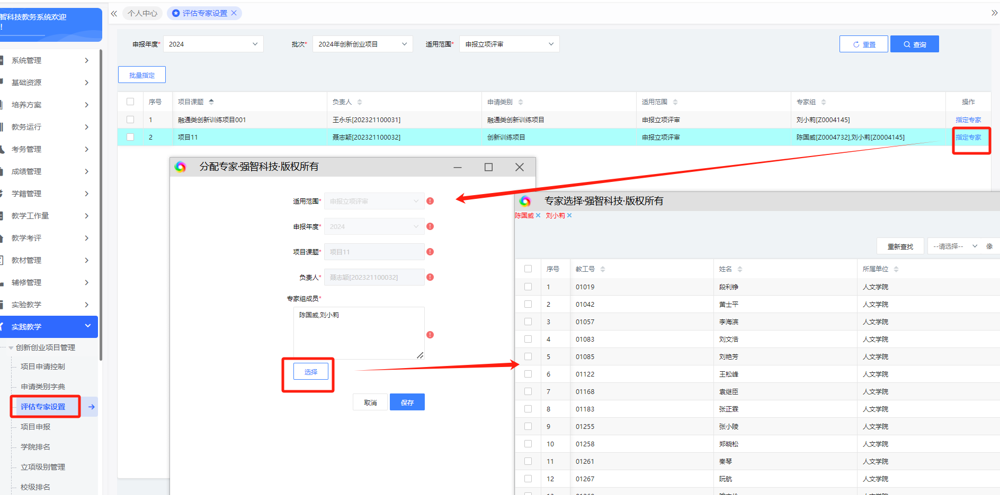 智科技教务系统欢迎
!
系统管理
基础资源
培养方案
教务运行
考务管理
成绩管理
学籍管理
教学工作量
教学考评
教材管理
辅修管理
实验教学
实践教学
创新创业项目管理
项目申请控制
申请类别字典
评估专家设置
项目申报
学院排名
立项级别管理
校级排名
个人中心
评估专家设置
申报年度* 2024
批次* 2024年创新创业项目
适用范围* 申报立项评审
重置
查询
批量指定
序号 项目课题 负责人 申请类别 适用范围 专家组 操作
1 融通类创新训练项目001 王永乐[202321100031] 融通类创新训练项目 申报立项评审 刘小莉[Z0004145] 指定专家
2 项目11 聂志颖[202321100032] 创新训练项目 申报立项评审 陈国威[Z0004732],刘小莉[Z0004145] 指定专家
分配专家·强智科技·版权所有
适用范围* 申报立项评审
申报年度* 2024
项目课题* 项目11
负责人* 聂志颖[202321100032]
专家组成员*
陈国威,刘小莉
选择
取消
保存
专家选择·强智科技·版权所有
陈国威 刘小莉
重新查找
--请选择--
像
序号 教工号 姓名 所属单位
1 01019 段利铮 人文学院
2 01042 黄士平 人文学院
3 01057 李海滨 人文学院
4 01083 刘文浩 人文学院
5 01085 刘艳芳 人文学院
6 01122 王松峰 人文学院
7 01168 袁继臣 人文学院
8 01183 张正霖 人文学院
9 01255 张小陵 人文学院
10 01258 郑晓松 人文学院
11 01261 秦琴 人文学院
12 01267 阮航 人文学院